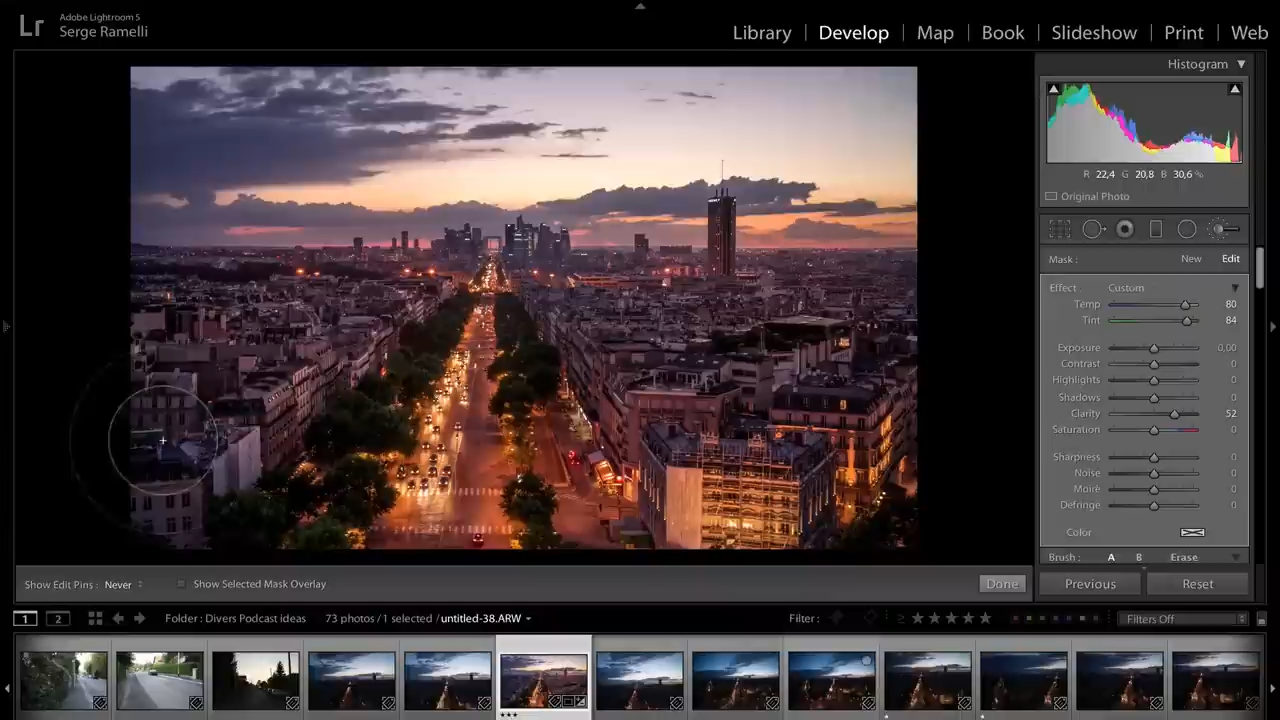 Lr
Adobe Lightroom 5
Serge Ramelli
Library | Develop | Map | Book | Slideshow | Print | Web
Histogram
R 22,4 G 20,8 B 30,6 %
Original Photo
Mask : New Edit
Effect : Custom
Temp 80
Tint 84
Exposure 0,00
Contrast 0
Highlights 0
Shadows 0
Clarity 52
Saturation 0
Sharpness 0
Noise 0
Moiré 0
Defringe 0
Color
Brush : A B Erase
Show Edit Pins : Never Show Selected Mask Overlay Done
Previous Reset
1 2 Folder : Divers Podcast ideas 73 photos / 1 selected / untitled-38.ARW Filter : Filters Off